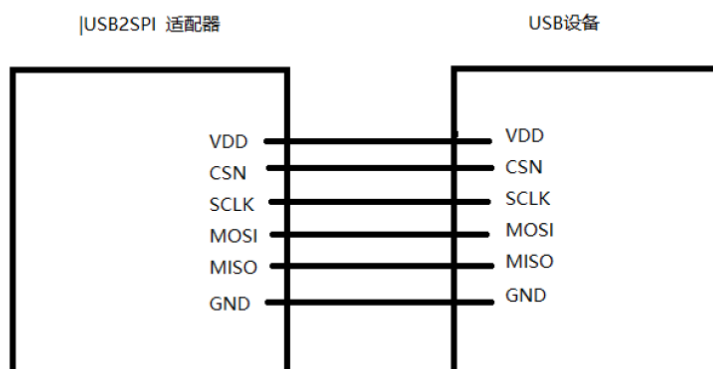 |USB2SPI 适配器
USB设备
VDD
CSN
SCLK
MOSI
MISO
GND
VDD
CSN
SCLK
MOSI
MISO
GND